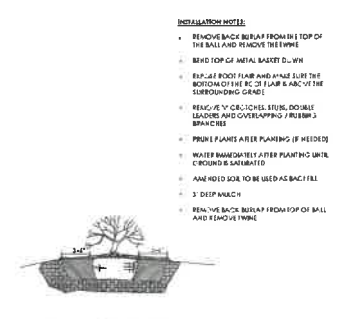 INSTALLATION NOTES:
REMOVE BACK BURLAP FROM THE TOP OF
THE BALL AND REMOVE THE TWINE
BEND TOP OF METAL BASKET DOWN
EXPOSE ROOT FLAIR AND MAKE SURE THE
BOTTOM OF THE ROOT FLAIR IS ABOVE THE
SURROUNDING GRADE
REMOVE "V" CROTCHES, STUBS, DOUBLE
LEADERS AND OVERLAPPING / RUBBING
BRANCHES
PRUNE PLANTS AFTER PLANTING (IF NEEDED)
WATER IMMEDIATELY AFTER PLANTING UNTIL
GROUND IS SATURATED
AMENDED SOIL TO BE USED AS BACKFILL
3" DEEP MULCH
REMOVE BACK BURLAP FROM TOP OF BALL
AND REMOVE TWINE